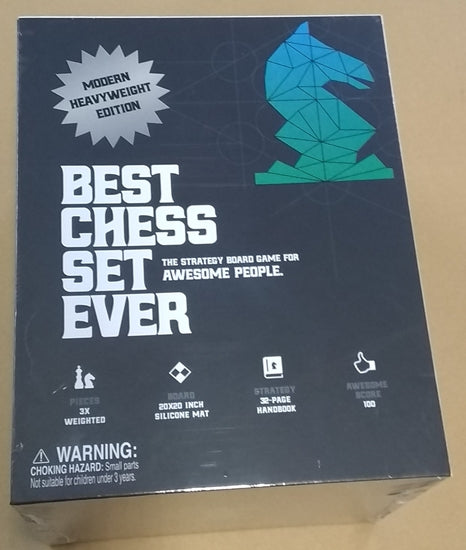 MODERN
HEAVYWEIGHT
EDITION
BEST
CHESS
SET
EVER
THE STRATEGY BOARD GAME FOR
AWESOME PEOPLE.
PIECES
3X
WEIGHTED
BOARD
20X20 INCH
SILICONE MAT
STRATEGY
32-PAGE
HANDBOOK
AWESOME
SCORE
100
WARNING:
CHOKING HAZARD: Small parts
Not suitable for children under 3 years.